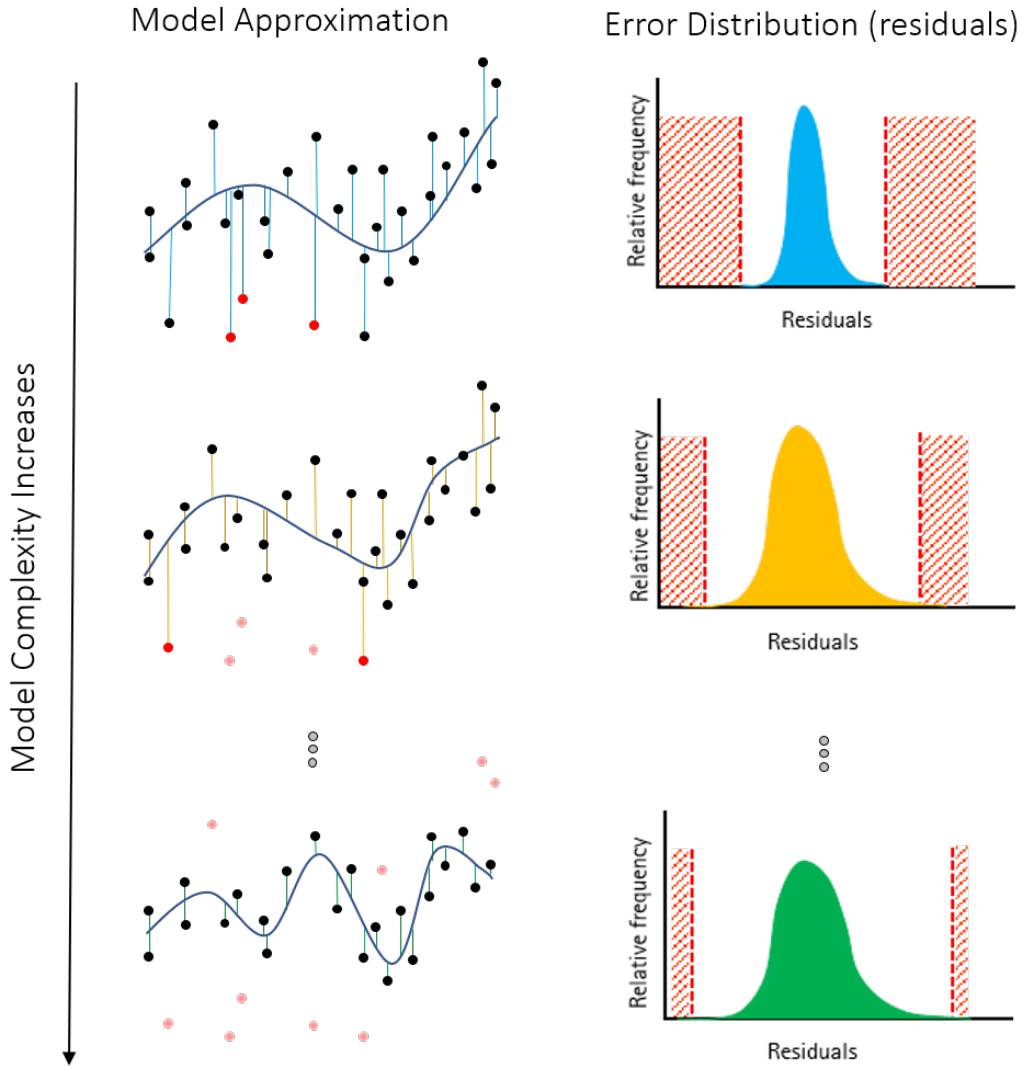 Model Approximation
Error Distribution (residuals)
Model Complexity Increases
Relative frequency
Residuals
Relative frequency
Residuals
Relative frequency
Residuals